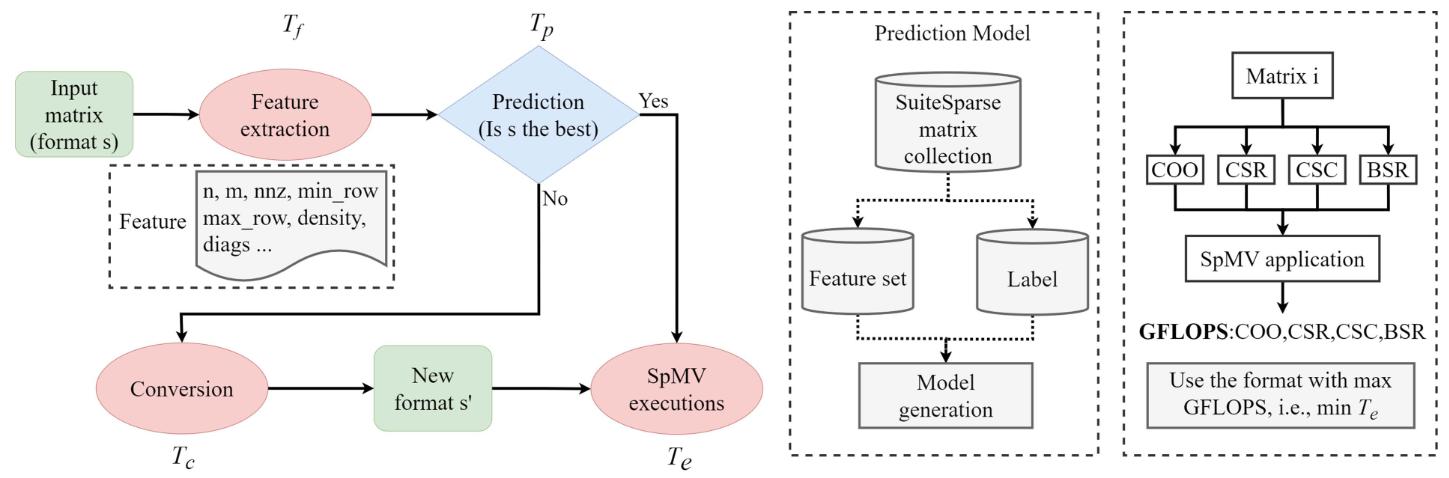 T_f
T_p
Input
matrix
(format s)
Feature
extraction
Prediction
(Is s the best)
Yes
No
Feature
n, m, nnz, min_row
max_row, density,
diags ...
Conversion
New
format s'
SpMV
executions
T_c
T_e
Prediction Model
SuiteSparse
matrix
collection
Feature set
Label
Model
generation
Matrix i
COO
CSR
CSC
BSR
SpMV application
GFLOPS:COO,CSR,CSC,BSR
Use the format with max
GFLOPS, i.e., min T_e